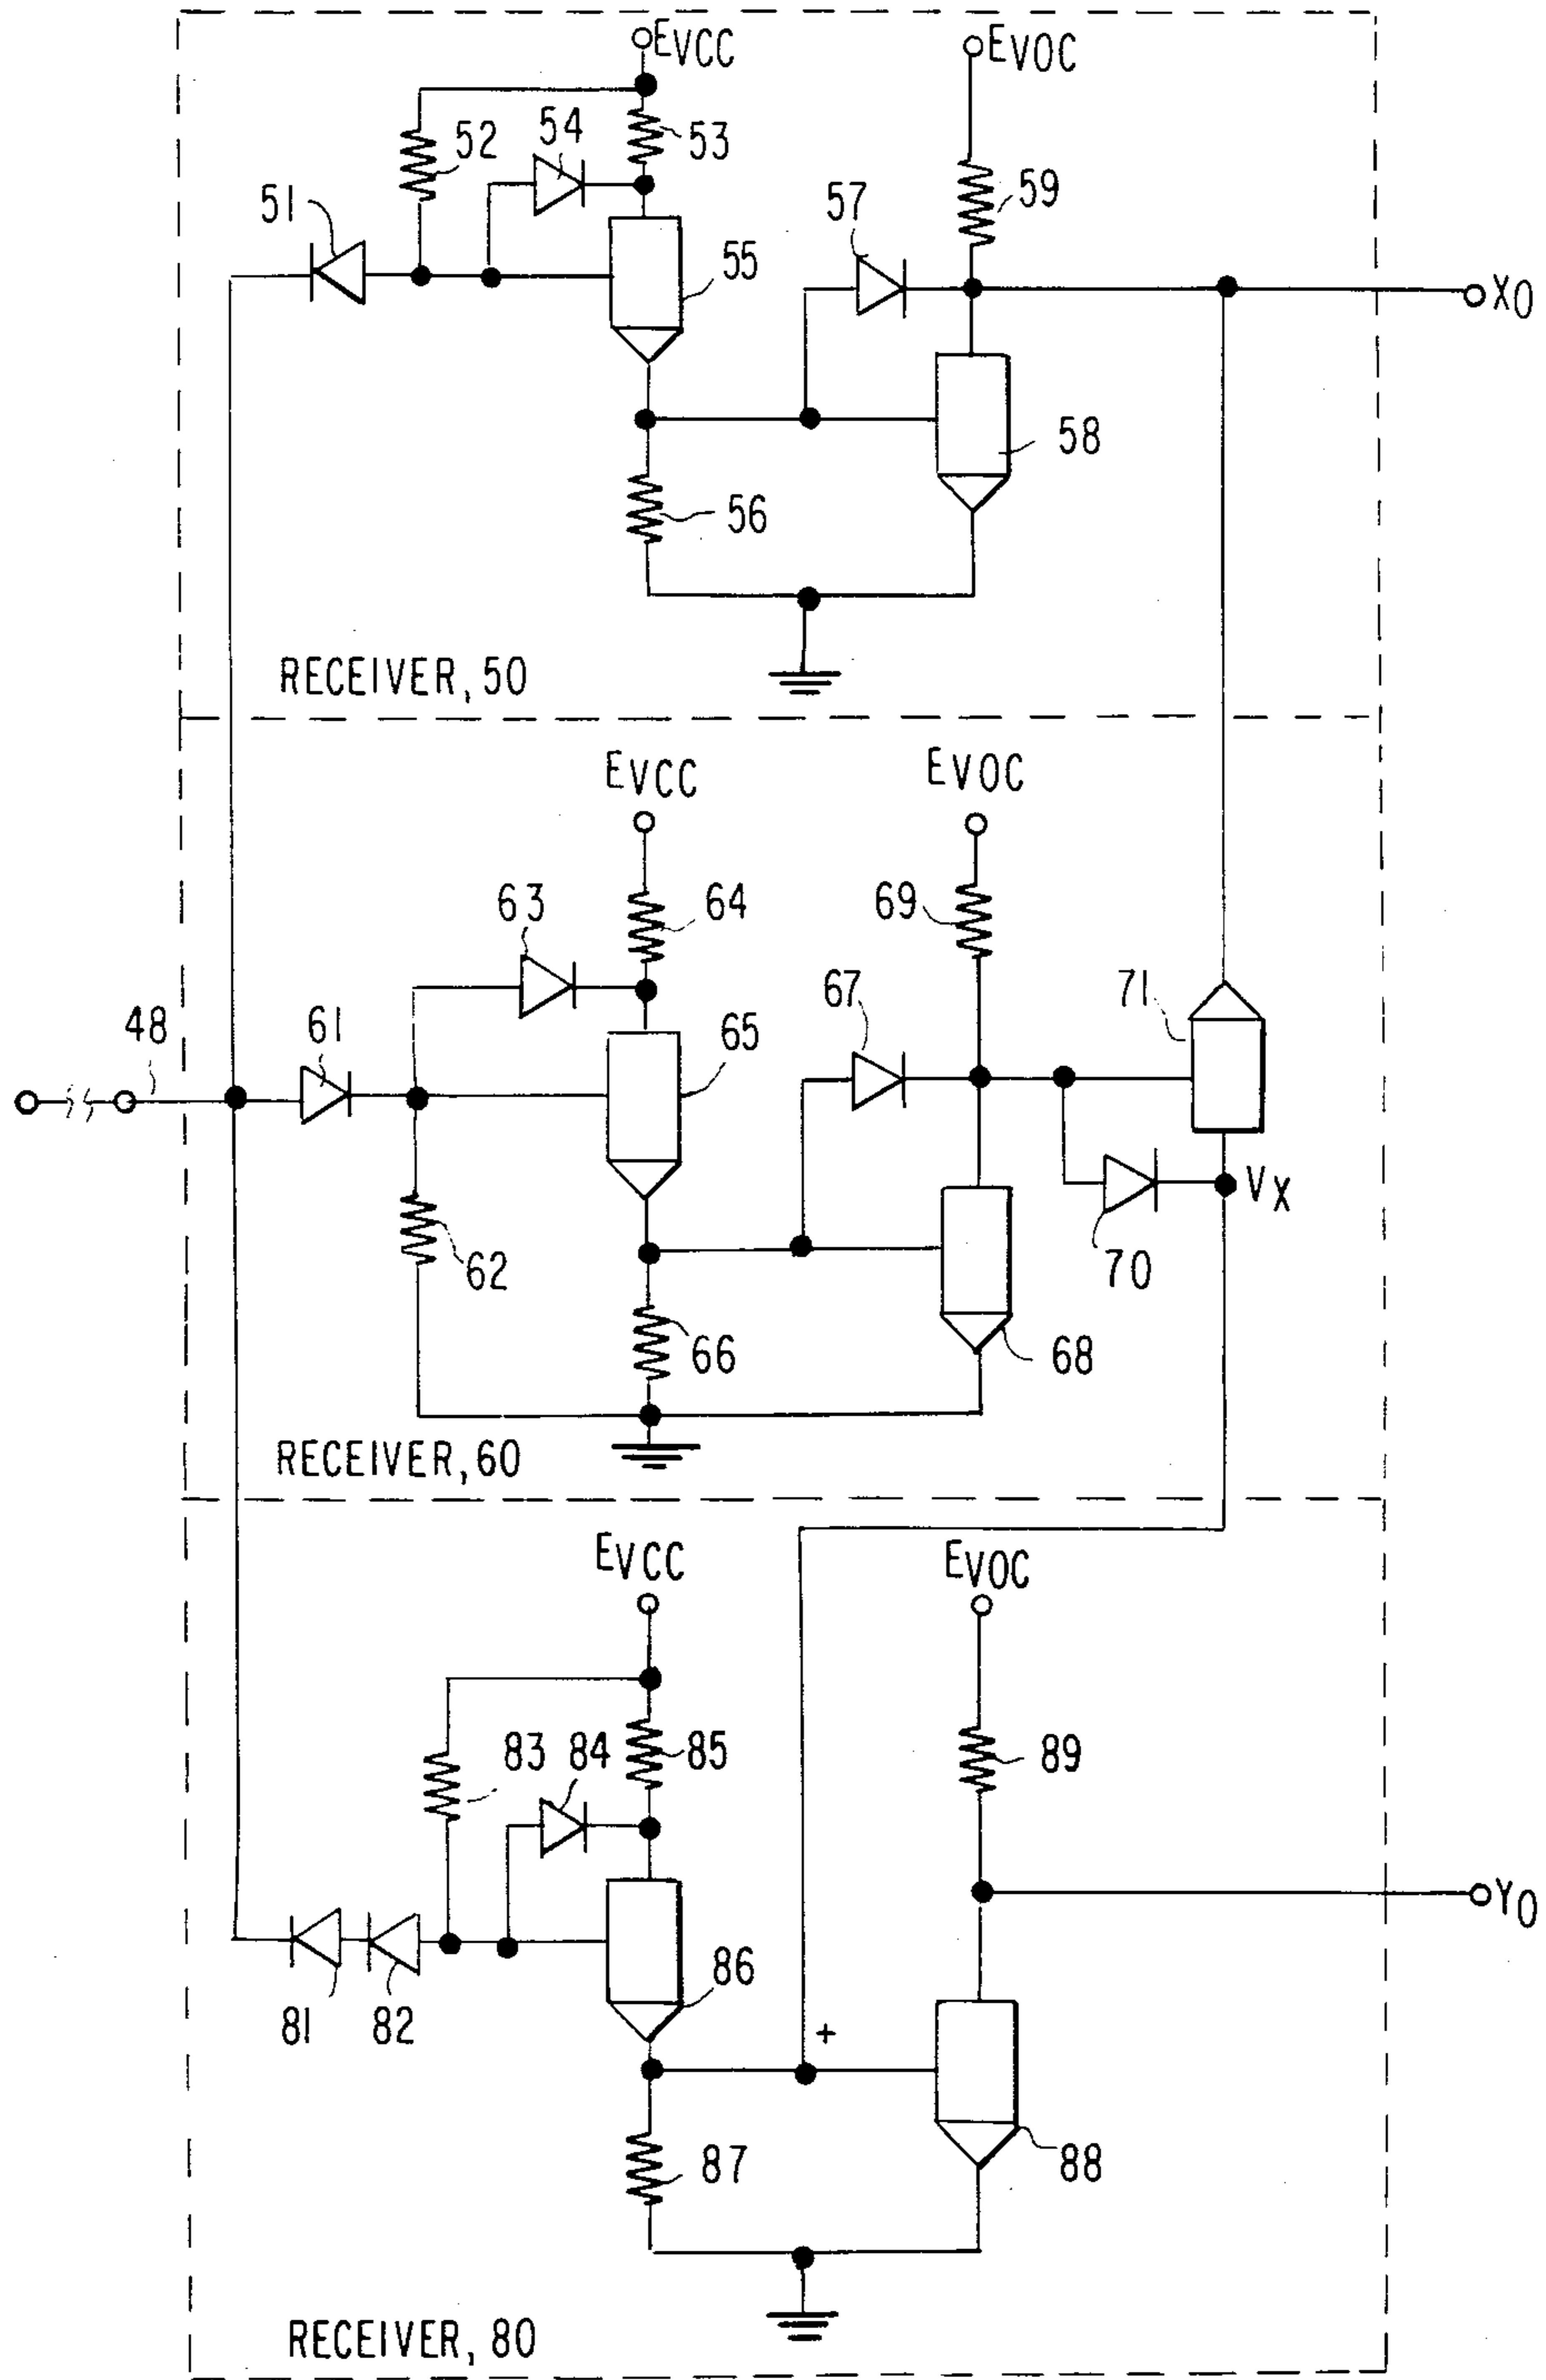 EVCC
EVOC
52
54
53
59
51
57
55
X0
58
56
RECEIVER, 50
EVCC
EVOC
63
64
69
67
71
48
61
65
VX
62
70
66
68
RECEIVER, 60
EVCC
EVOC
83
84
85
89
Y0
86
81
82
+
87
88
RECEIVER, 80